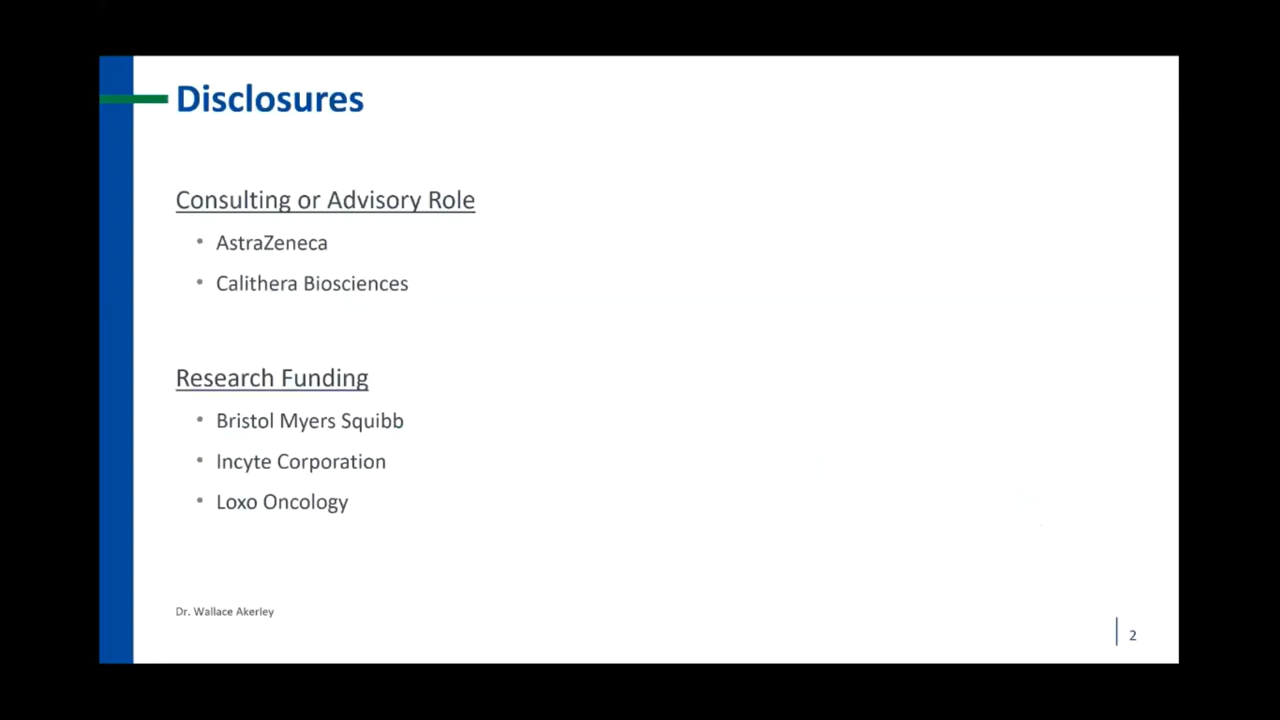 Disclosures
Consulting or Advisory Role
• AstraZeneca
• Calithera Biosciences
Research Funding
• Bristol Myers Squibb
• Incyte Corporation
• Loxo Oncology
Dr. Wallace Akerley
2